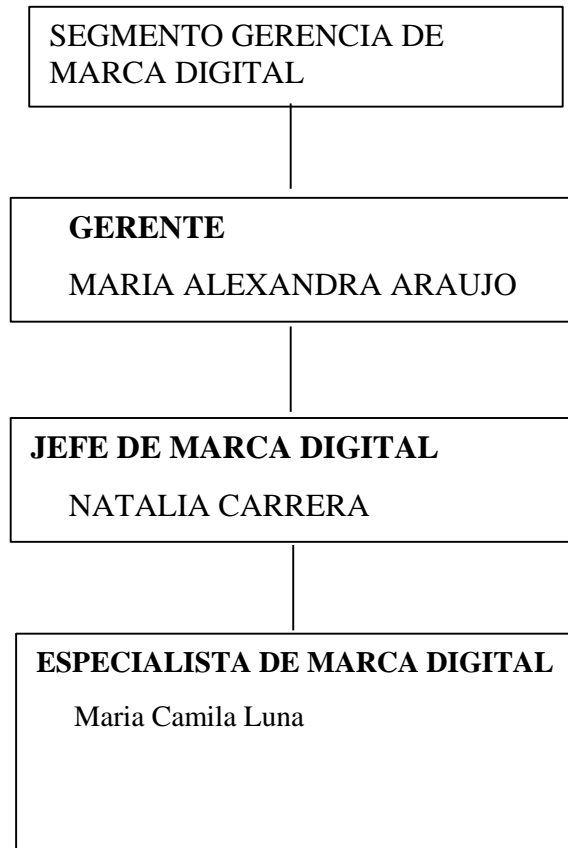 SEGMENTO GERENCIA DE
MARCA DIGITAL
GERENTE
MARIA ALEXANDRA ARAUJO
JEFE DE MARCA DIGITAL
NATALIA CARRERA
ESPECIALISTA DE MARCA DIGITAL
Maria Camila Luna